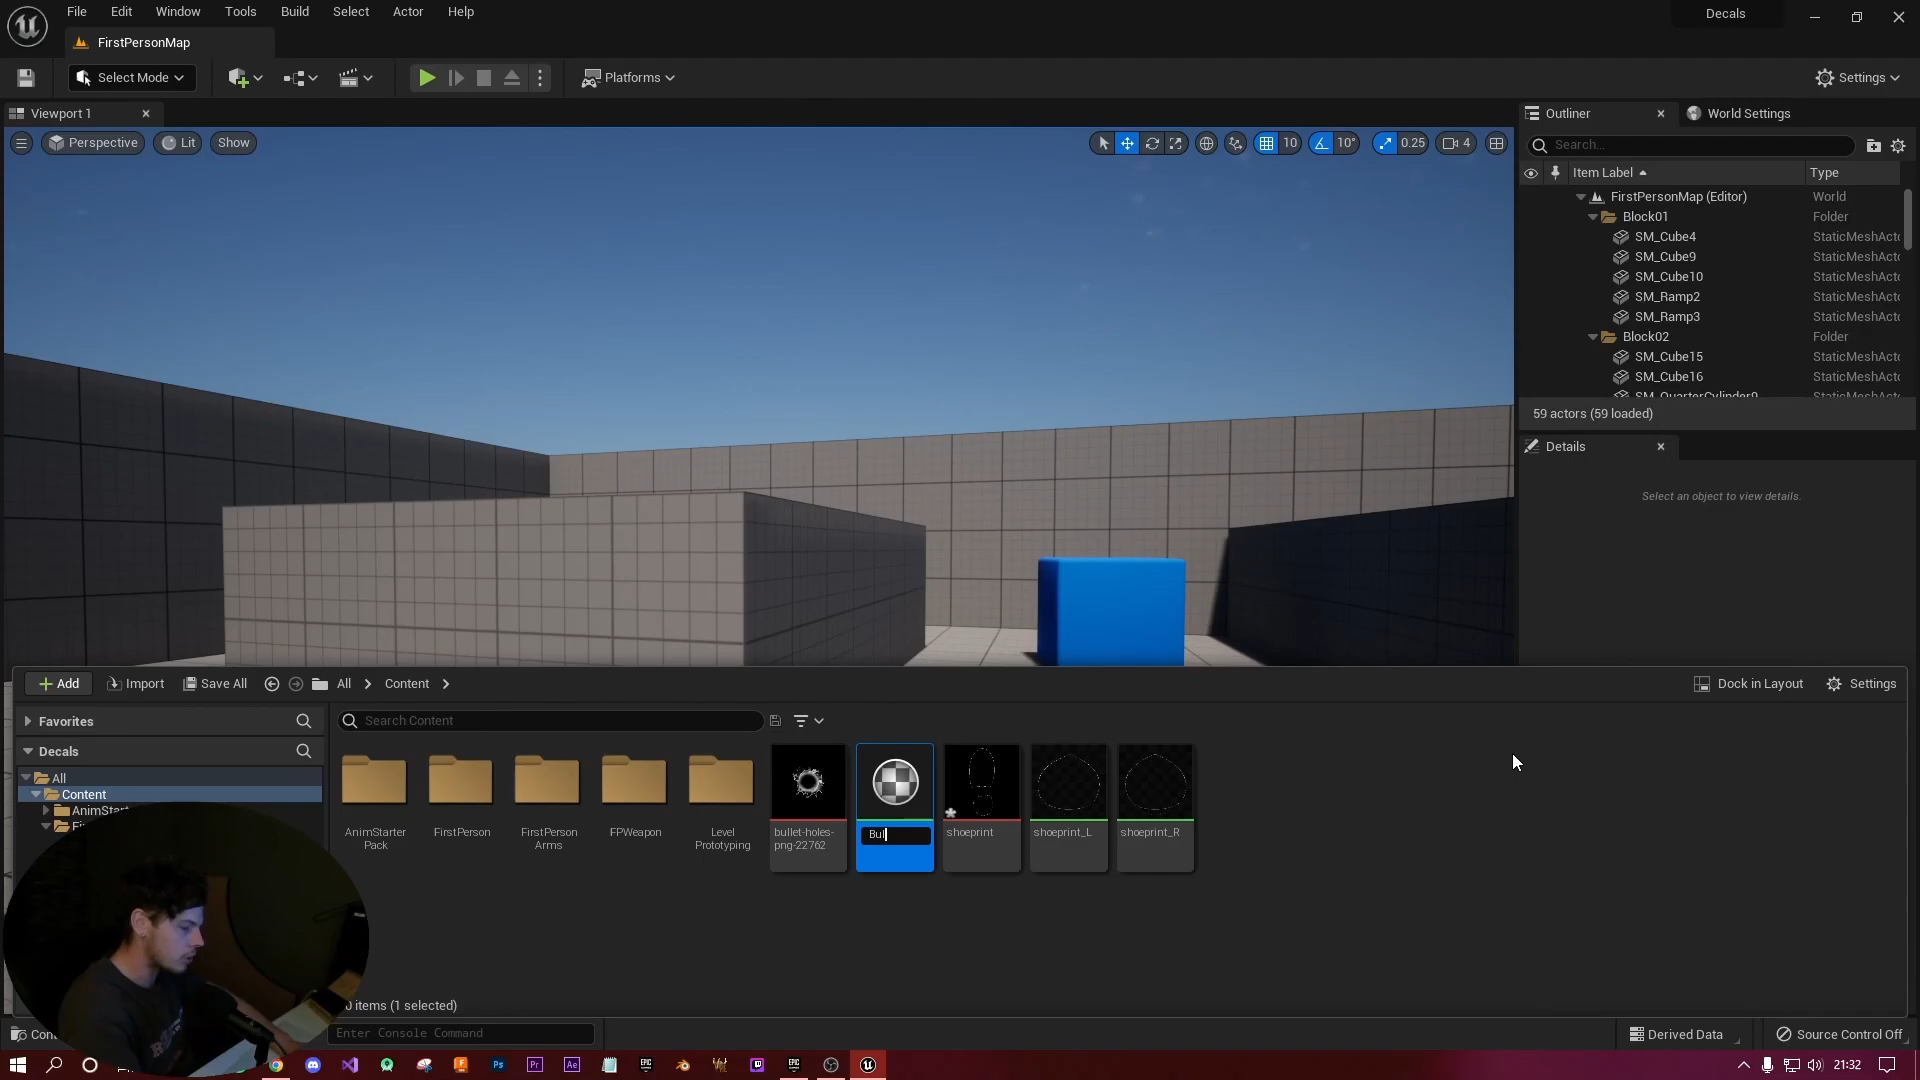 File Edit Window Tools Build Select Actor Help
Decals
FirstPersonMap
Select Mode
Platforms
Settings
Viewport 1
Perspective
Lit
Show
10
10°
0.25
4
Outliner
World Settings
Search...
Item Label
Type
FirstPersonMap (Editor) World
Block01 Folder
SM_Cube4 StaticMeshActo
SM_Cube9 StaticMeshActo
SM_Cube10 StaticMeshActo
SM_Ramp2 StaticMeshActo
SM_Ramp3 StaticMeshActo
Block02 Folder
SM_Cube15 StaticMeshActo
SM_Cube16 StaticMeshActo
59 actors (59 loaded)
Details
Select an object to view details.
Add
Import
Save All
All
Content
Dock in Layout
Settings
Favorites
Search Content
Decals
All
Content
AnimStar
AnimStarter
Pack
FirstPerson
FirstPerson
Arms
FPWeapon
Level
Prototyping
bullet-holes-
png-22762
Bul
shoeprint
shoeprint_L
shoeprint_R
items (1 selected)
Enter Console Command
Derived Data
Source Control Off
21:32